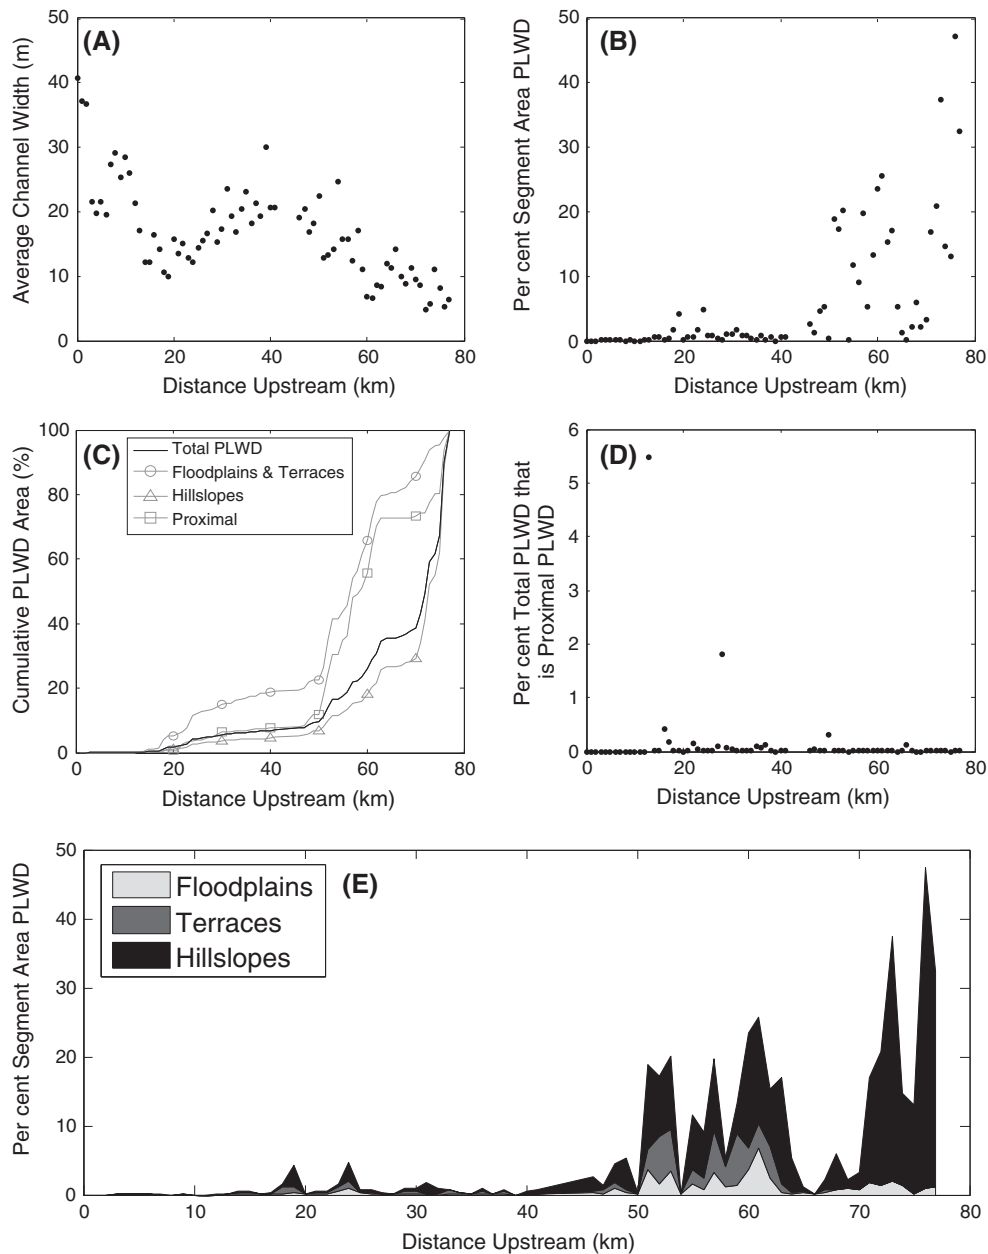 (A)
Average Channel Width (m)
50
40
30
20
10
0
0 20 40 60 80
Distance Upstream (km)
(B)
Per cent Segment Area PLWD
50
40
30
20
10
0
0 20 40 60 80
Distance Upstream (km)
(C)
Cumulative PLWD Area (%)
100
80
60
40
20
0
Total PLWD
Floodplains & Terraces
Hillslopes
Proximal
0 20 40 60 80
Distance Upstream (km)
(D)
Per cent Total PLWD that
is Proximal PLWD
6
5
4
3
2
1
0
0 20 40 60 80
Distance Upstream (km)
(E)
Per cent Segment Area PLWD
50
40
30
20
10
0
Floodplains
Terraces
Hillslopes
0 10 20 30 40 50 60 70 80
Distance Upstream (km)